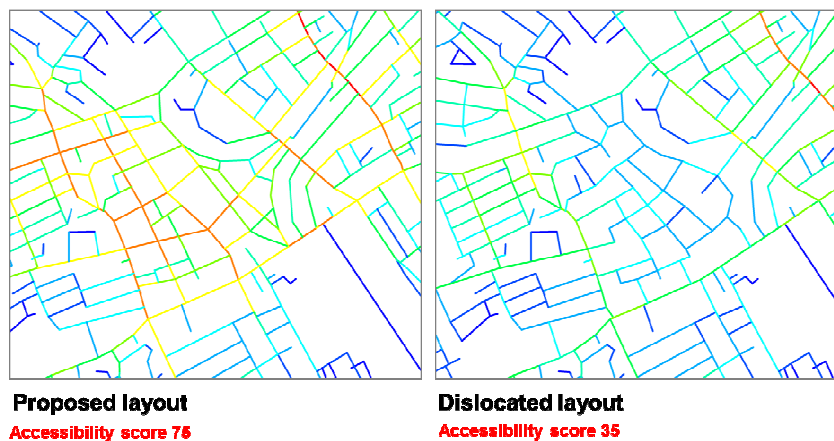 Proposed layout
Accessibility score 75
Dislocated layout
Accessibility score 35